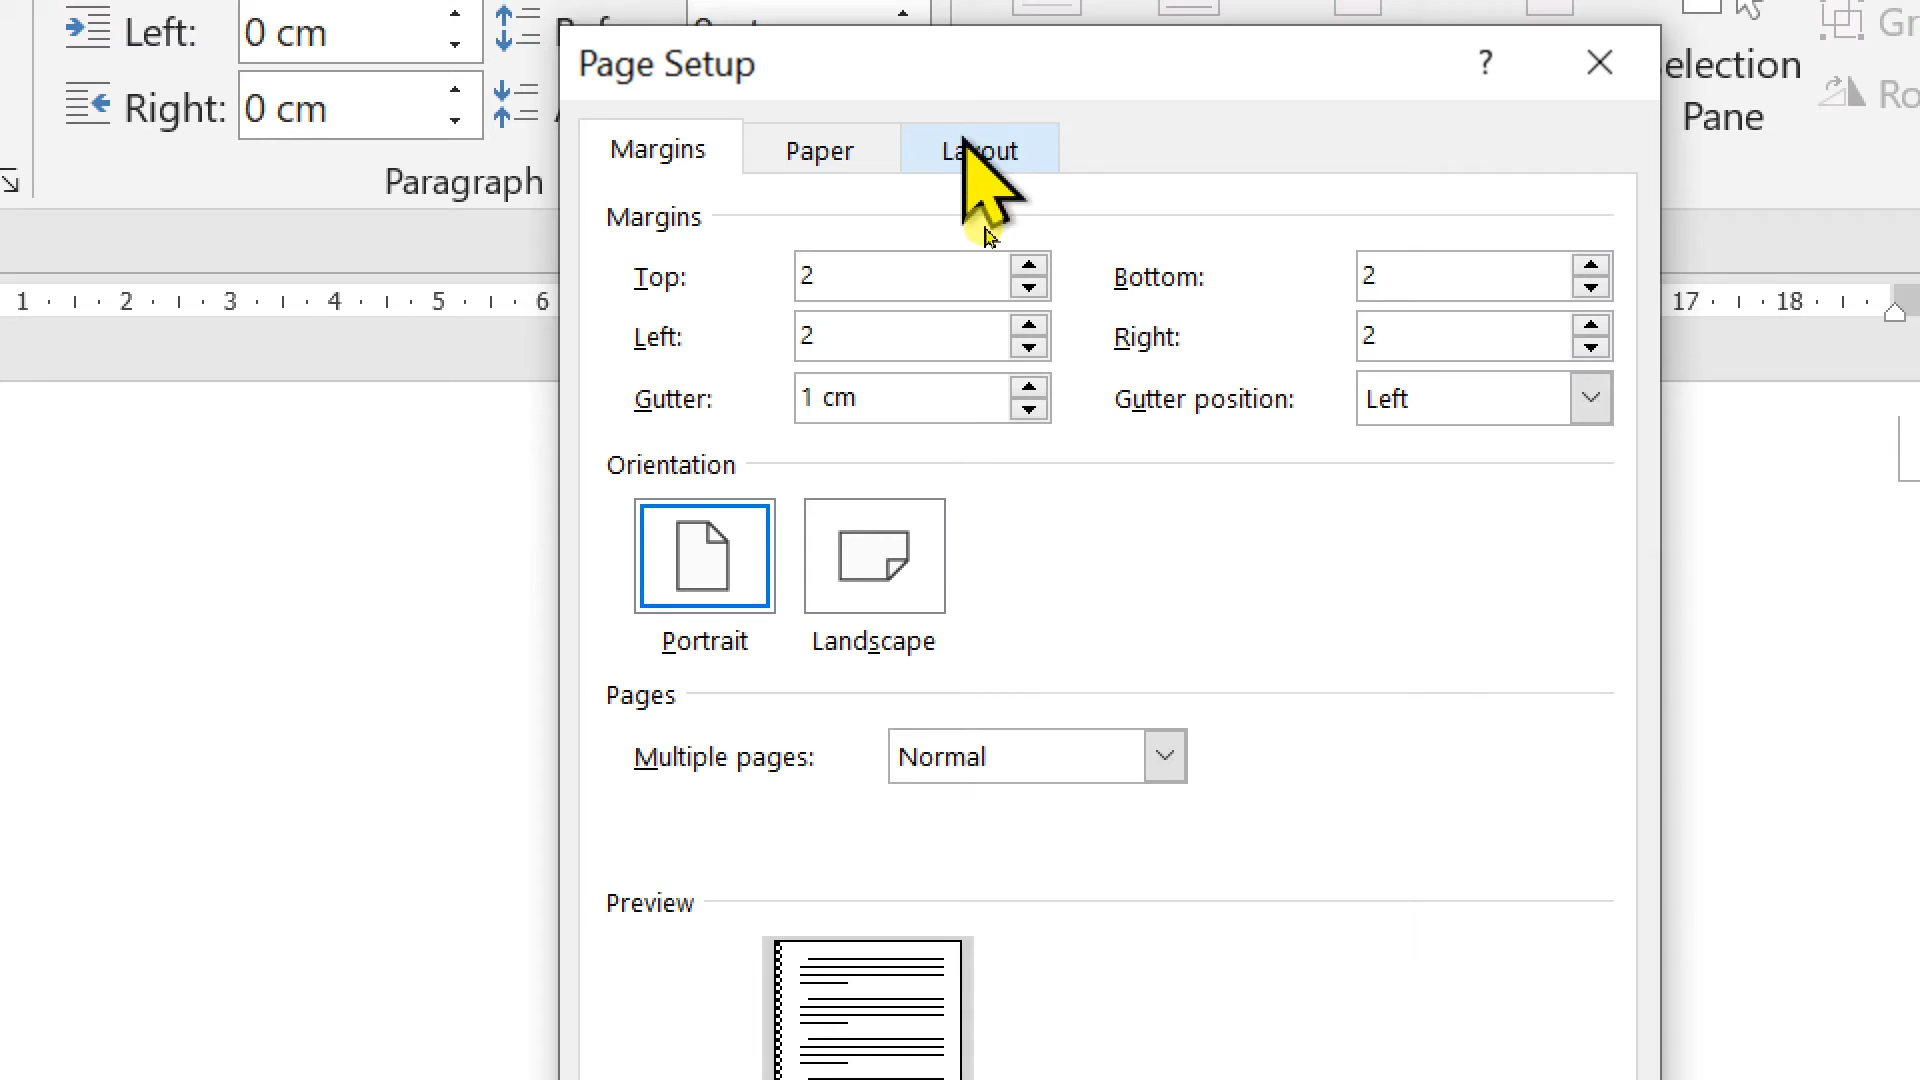 Left: 0 cm
Right: 0 cm
Paragraph
Page Setup ? 
election
Pane
Margins Paper Layout
Margins
Top: 2 Bottom: 2
Left: 2 Right: 2
Gutter: 1 cm Gutter position: Left
1 2 3 4 5 6 17 18
Orientation
Portrait Landscape
Pages
Multiple pages: Normal
Preview